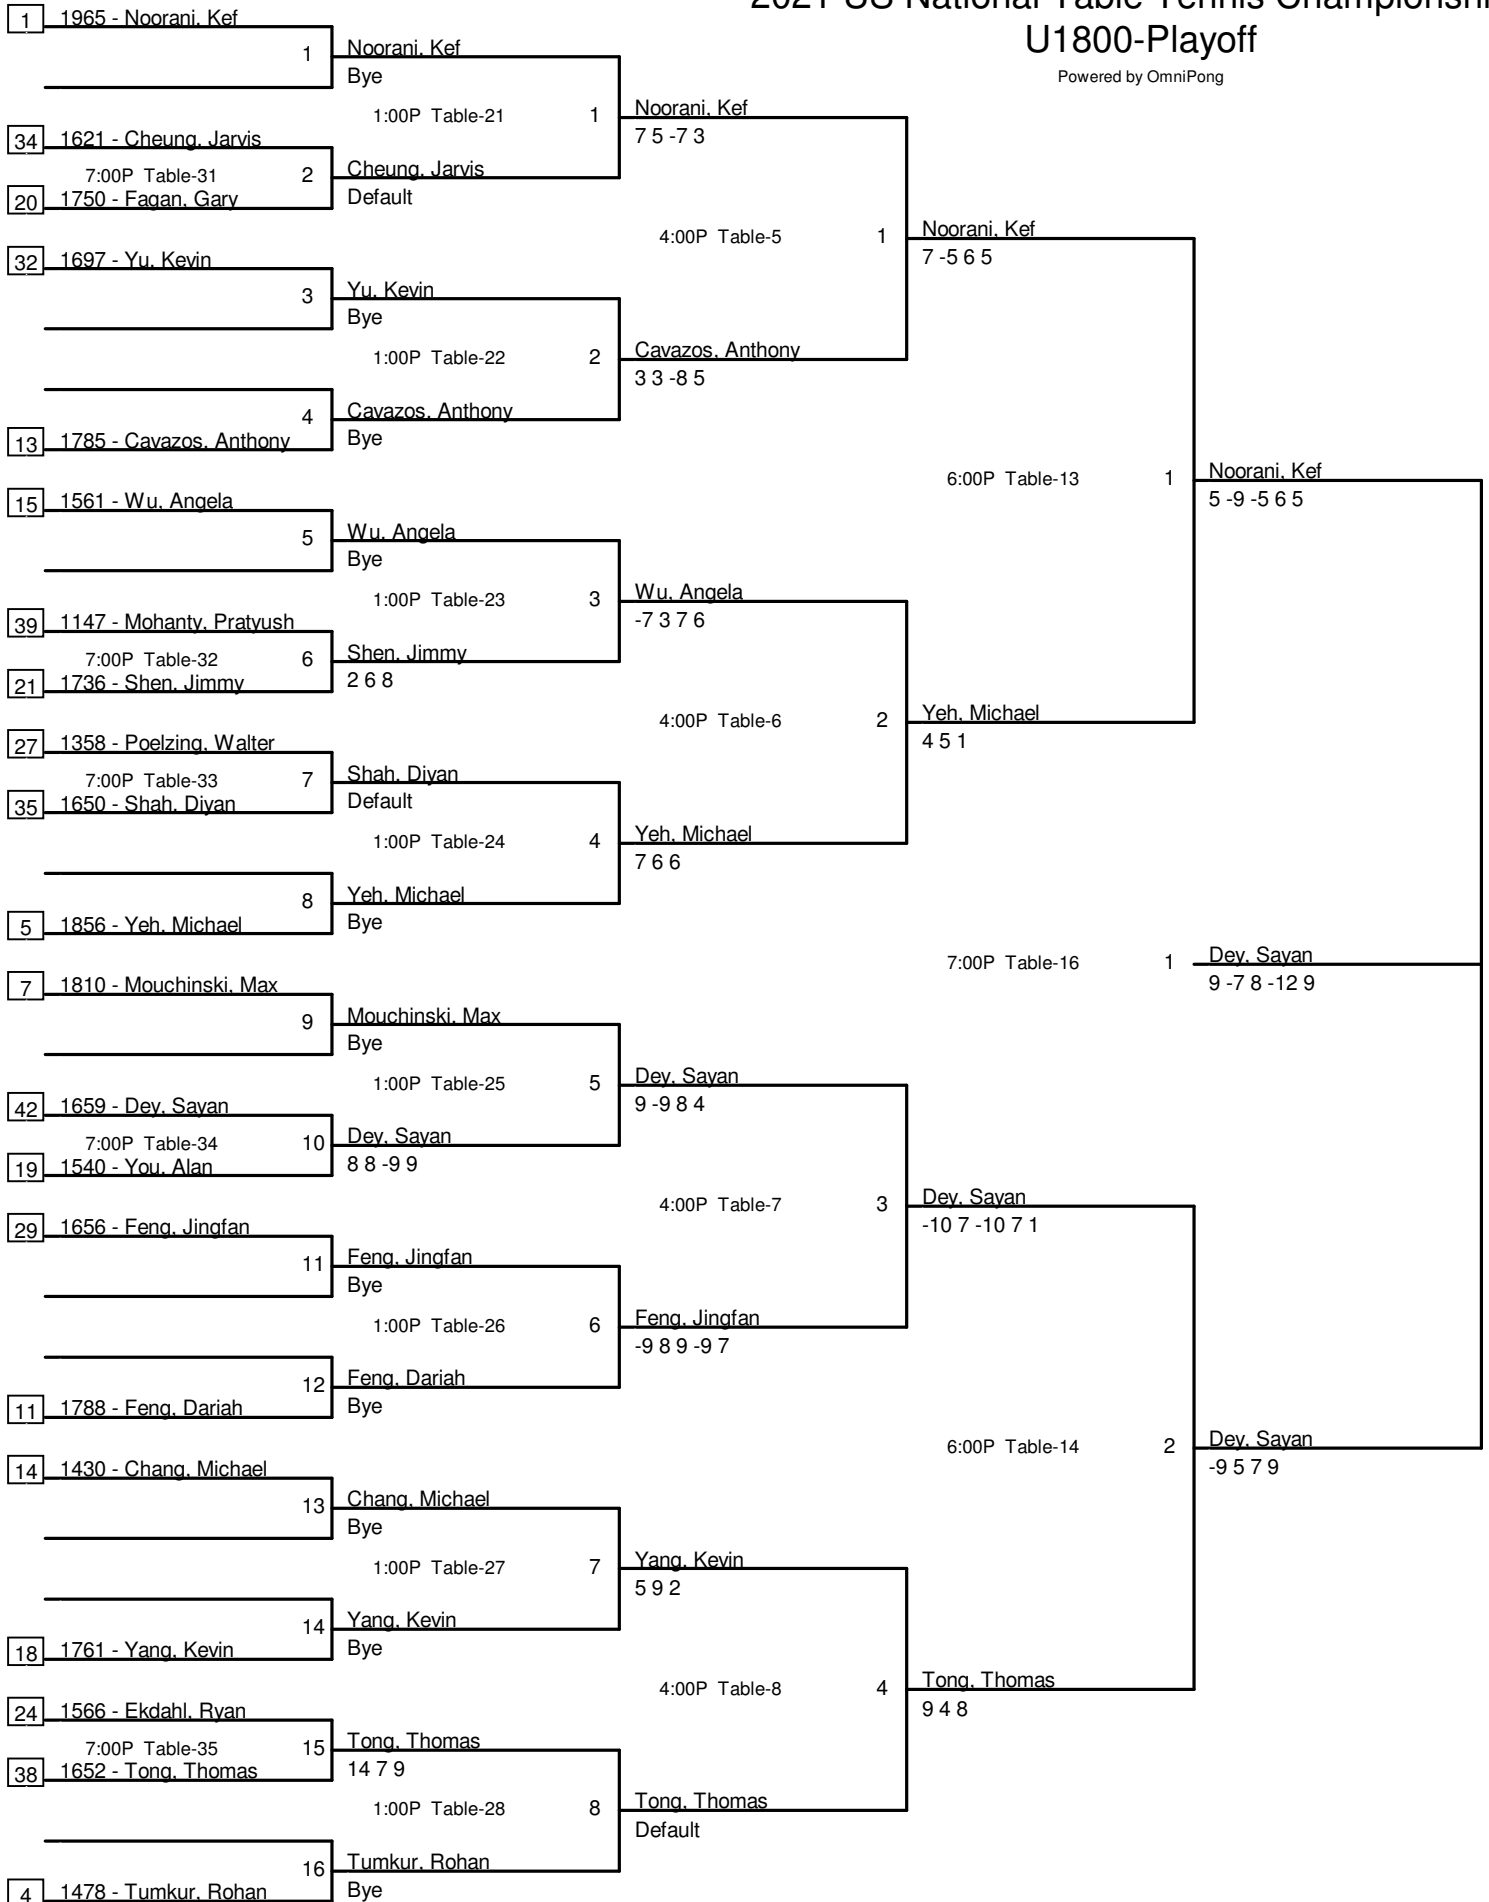 2021 US National Table Tennis Championshi
U1800-Playoff
Powered by OmniPong
1 1965 - Noorani, Kef
1 Noorani, Kef
Bye
1:00P Table-21 1 Noorani, Kef
7 5 -7 3
34 1621 - Cheung, Jarvis
7:00P Table-31 2 Cheung, Jarvis
20 1750 - Fagan, Gary Default
4:00P Table-5 1 Noorani, Kef
7 -5 6 5
32 1697 - Yu, Kevin
3 Yu, Kevin
Bye
1:00P Table-22 2 Cavazos, Anthony
3 3 -8 5
4 Cavazos, Anthony
13 1785 - Cavazos, Anthony Bye
6:00P Table-13 1 Noorani, Kef
5 -9 -5 6 5
15 1561 - Wu, Angela
5 Wu, Angela
Bye
1:00P Table-23 3 Wu, Angela
-7 3 7 6
39 1147 - Mohanty, Pratyush
7:00P Table-32 6 Shen, Jimmy
21 1736 - Shen, Jimmy 2 6 8
4:00P Table-6 2 Yeh, Michael
4 5 1
27 1358 - Poelzing, Walter
7:00P Table-33 7 Shah, Divan
35 1650 - Shah, Divan Default
1:00P Table-24 4 Yeh, Michael
7 6 6
8 Yeh, Michael
5 1856 - Yeh, Michael Bye
7:00P Table-16 1 Dey, Sayan
9 -7 8 -12 9
7 1810 - Mouchinski, Max
9 Mouchinski, Max
Bye
1:00P Table-25 5 Dey, Sayan
9 -9 8 4
42 1659 - Dey, Sayan
7:00P Table-34 10 Dey, Sayan
19 1540 - You, Alan 8 8 -9 9
4:00P Table-7 3 Dey, Sayan
-10 7 -10 7 1
29 1656 - Feng, Jingfan
11 Feng, Jingfan
Bye
1:00P Table-26 6 Feng, Jingfan
-9 8 9 -9 7
12 Feng, Dariah
11 1788 - Feng, Dariah Bye
6:00P Table-14 2 Dey, Sayan
-9 5 7 9
14 1430 - Chang, Michael
13 Chang, Michael
Bye
1:00P Table-27 7 Yang, Kevin
5 9 2
14 Yang, Kevin
18 1761 - Yang, Kevin Bye
4:00P Table-8 4 Tong, Thomas
9 4 8
24 1566 - Ekdahl, Ryan
7:00P Table-35 15 Tong, Thomas
38 1652 - Tong, Thomas 14 7 9
1:00P Table-28 8 Tong, Thomas
Default
16 Tumkur, Rohan
4 1478 - Tumkur, Rohan Bye